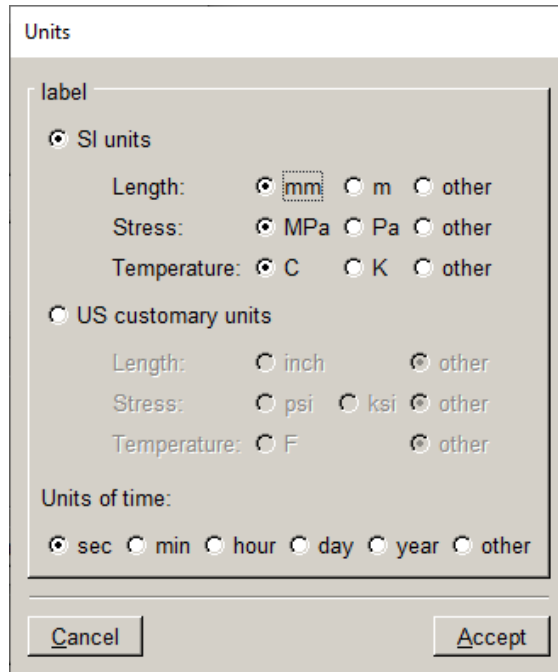 Units
label
SI units
Length: mm m other
Stress: MPa Pa other
Temperature: C K other
US customary units
Length: inch other
Stress: psi ksi other
Temperature: F other
Units of time:
sec min hour day year other
Cancel Accept